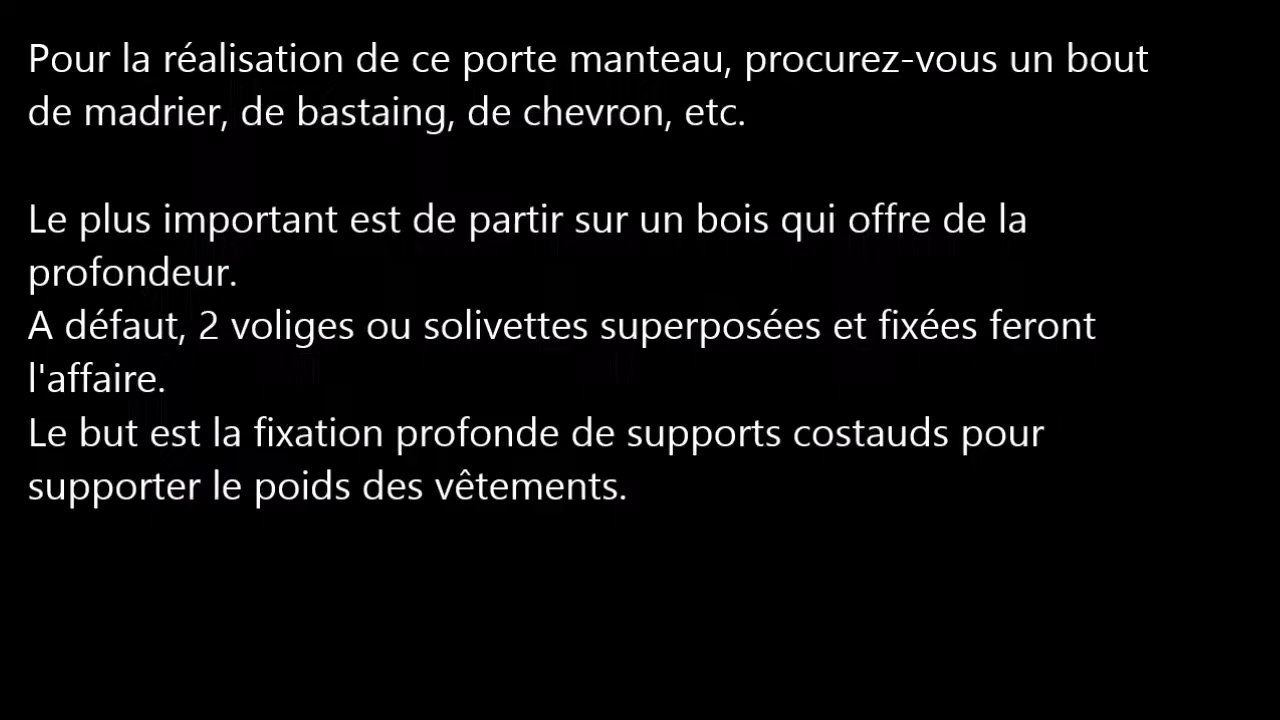 Pour la réalisation de ce porte manteau, procurez-vous un bout
de madrier, de bastaing, de chevron, etc.
Le plus important est de partir sur un bois qui offre de la
profondeur.
A défaut, 2 voliges ou solivettes superposées et fixées feront
l'affaire.
Le but est la fixation profonde de supports costauds pour
supporter le poids des vêtements.